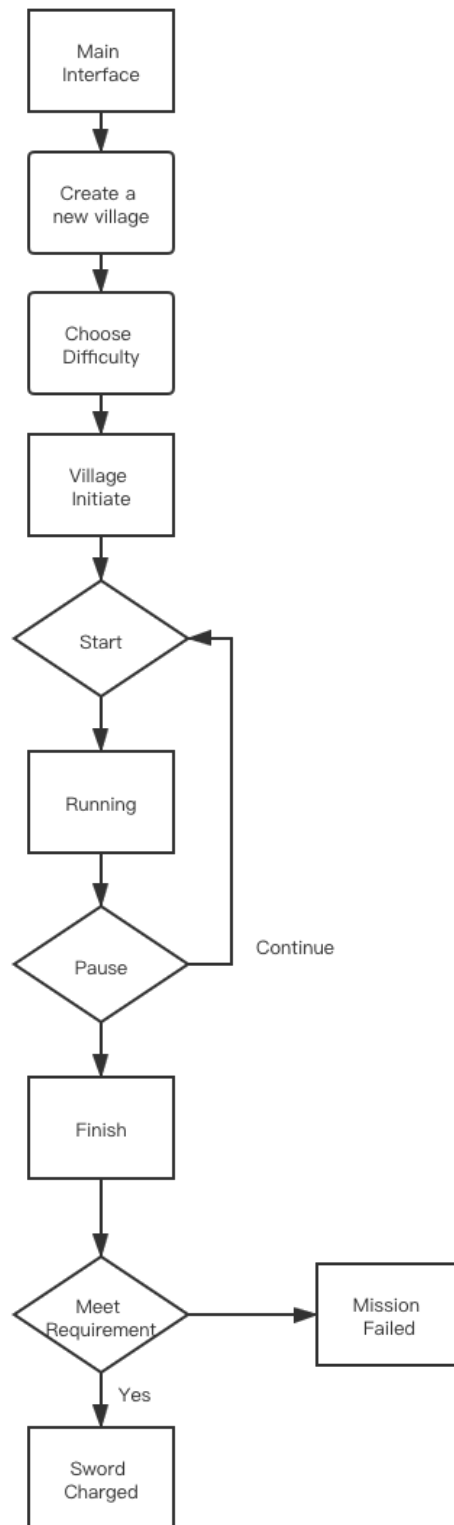 Main
Interface
Create a
new village
Choose
Difficulty
Village
Initiate
Start
Running
Pause
Continue
Finish
Meet
Requirement
Mission
Failed
Yes
Sword
Charged